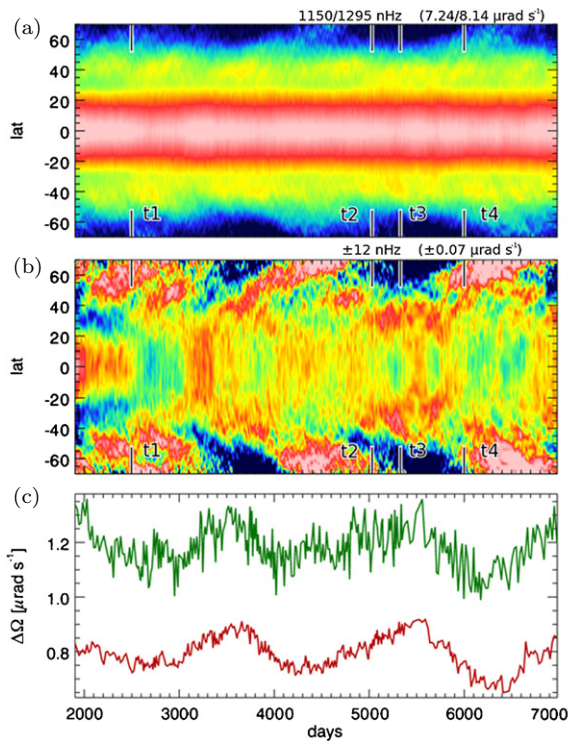 (a)
1150/1295 nHz (7.24/8.14 μrad s⁻¹)
lat
60
40
20
0
-20
-40
-60
t1
t2
t3
t4
(b)
±12 nHz (±0.07 μrad s⁻¹)
lat
60
40
20
0
-20
-40
-60
t1
t2
t3
t4
(c)
ΔΩ [μrad s⁻¹]
1.2
1.0
0.8
2000 3000 4000 5000 6000 7000
days